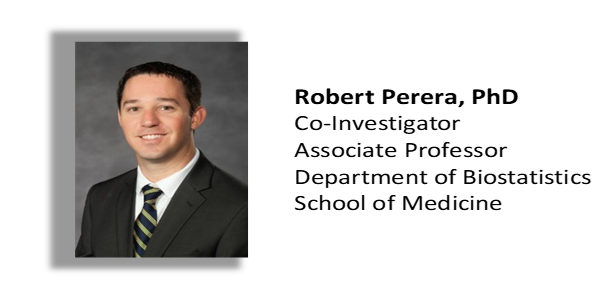 Robert Perera, PhD
Co-Investigator
Associate Professor
Department of Biostatistics
School of Medicine